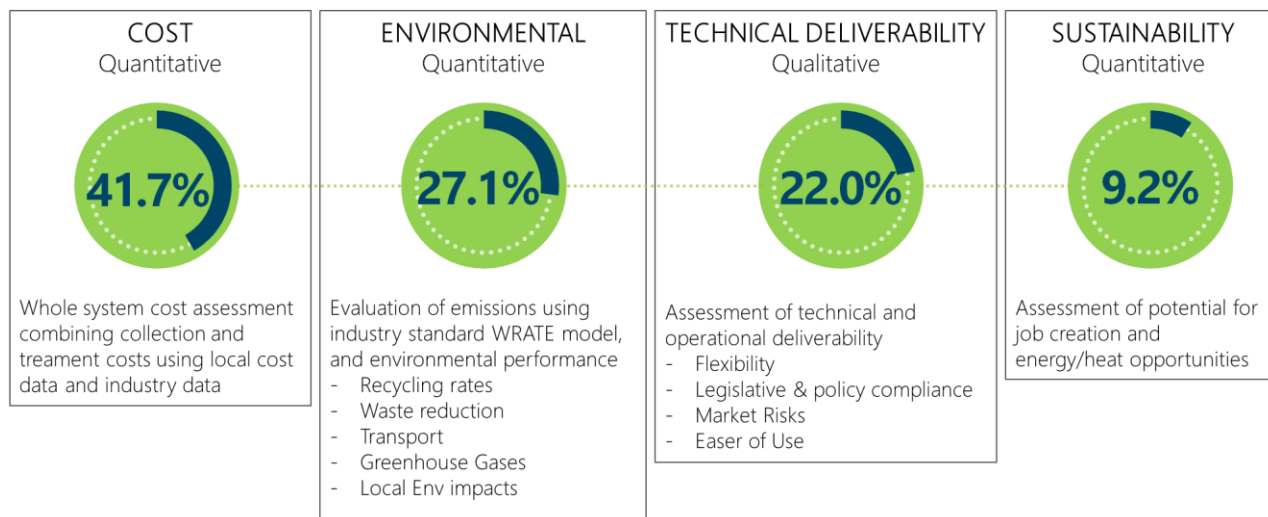 COST
Quantitative
41.7%
Whole system cost assessment
combining collection and
treament costs using local cost
data and industry data
ENVIRONMENTAL
Quantitative
27.1%
Evaluation of emissions using
industry standard WRATE model,
and environmental performance
- Recycling rates
- Waste reduction
- Transport
- Greenhouse Gases
- Local Env impacts
TECHNICAL DELIVERABILITY
Qualitative
22.0%
Assessment of technical and
operational deliverability
- Flexibility
- Legislative & policy compliance
- Market Risks
- Easer of Use
SUSTAINABILITY
Quantitative
9.2%
Assessment of potential for
job creation and
energy/heat opportunities